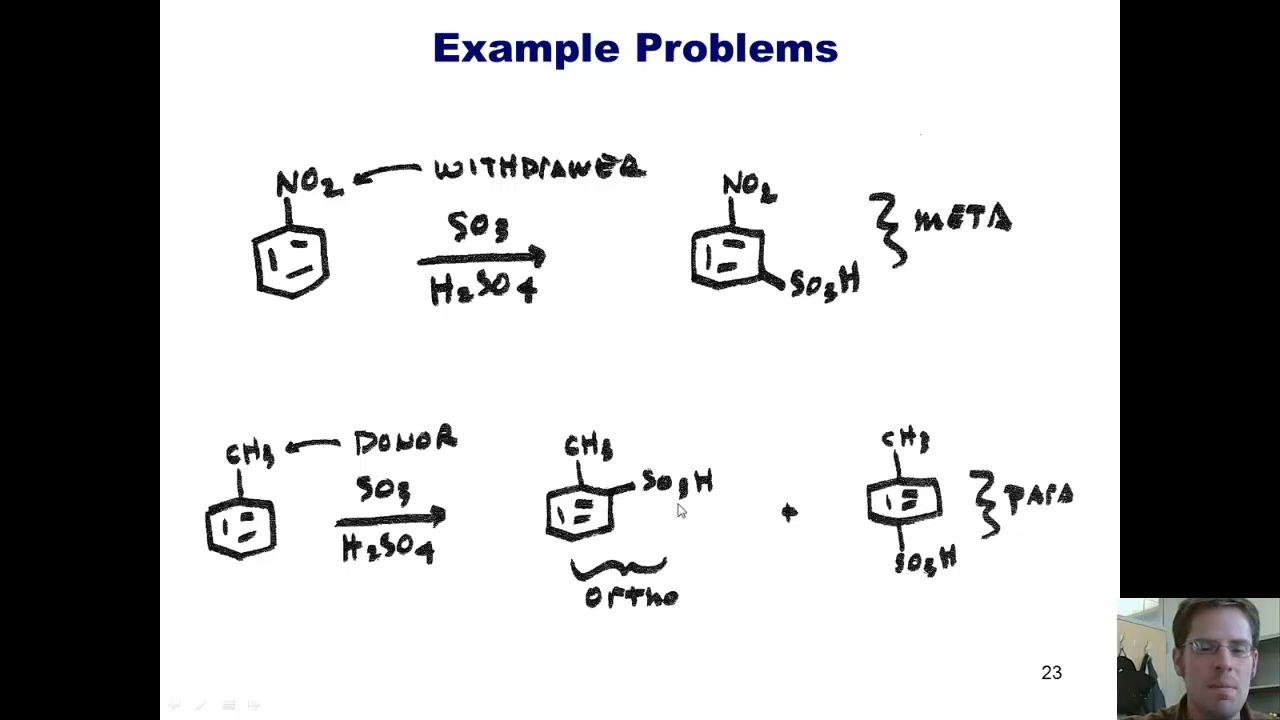 Example Problems
NO2 ← WITHDRAWER
SO3
H2SO4
NO2
SO3H
} META
CH3 ← DONOR
SO3
H2SO4
CH3
SO3H
ortho
+
CH3
SO3H
} PARA
23